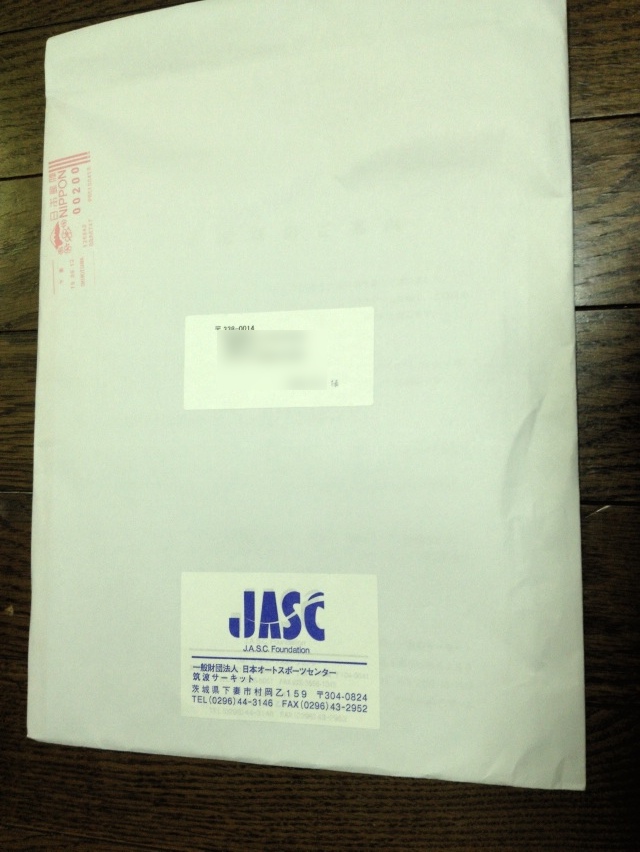 日本郵便
NIPPON
00200
〒338-0014
様
JASC
J.A.S.C. Foundation
一般財団法人 日本オートスポーツセンター
筑波サーキット
茨城県下妻市村岡乙159 〒304-0824
TEL(0296)44-3146 FAX(0296)43-2952